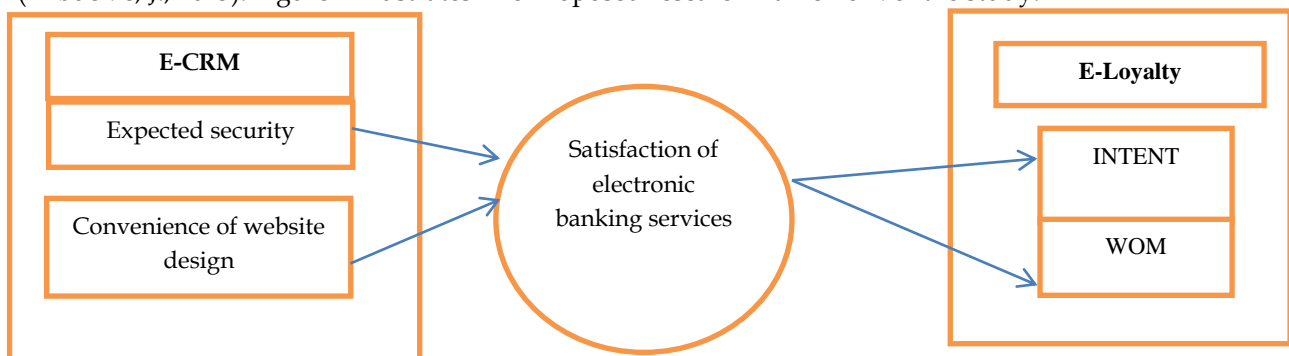 E-CRM
Expected security
Convenience of website
design
Satisfaction of
electronic
banking services
E-Loyalty
INTENT
WOM